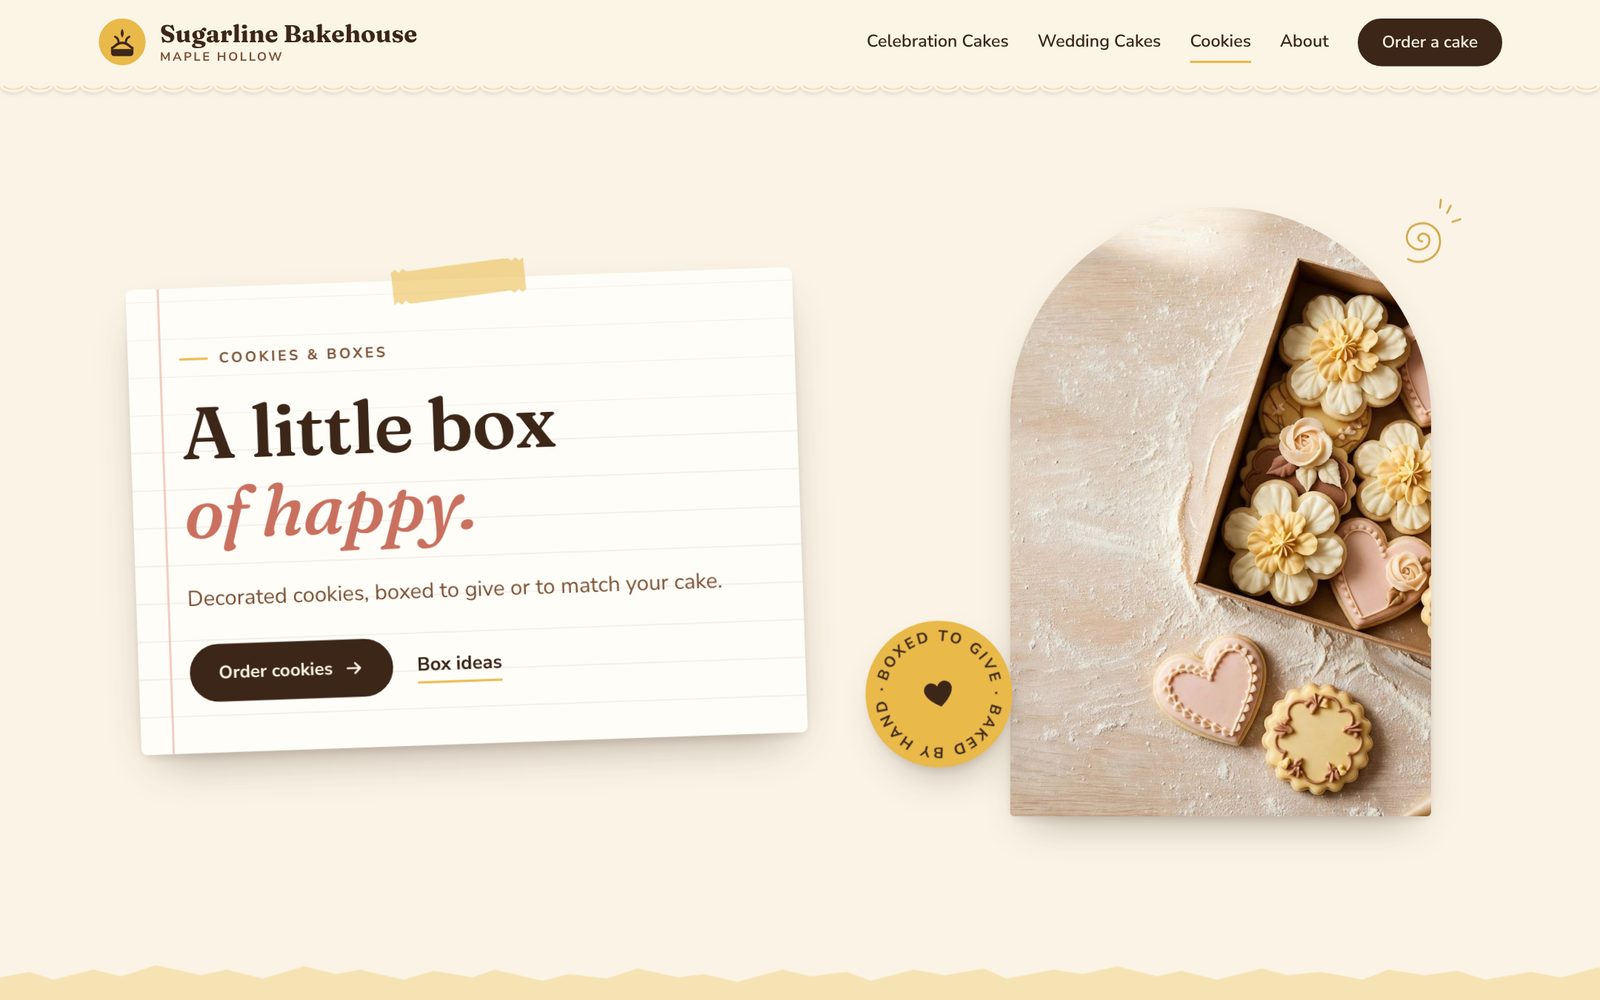 Sugarline Bakehouse
MAPLE HOLLOW
Celebration Cakes
Wedding Cakes
Cookies
About
Order a cake
COOKIES & BOXES
A little box
of happy.
Decorated cookies, boxed to give or to match your cake.
Order cookies →
Box ideas
BOXED TO GIVE · BAKED BY HAND ·